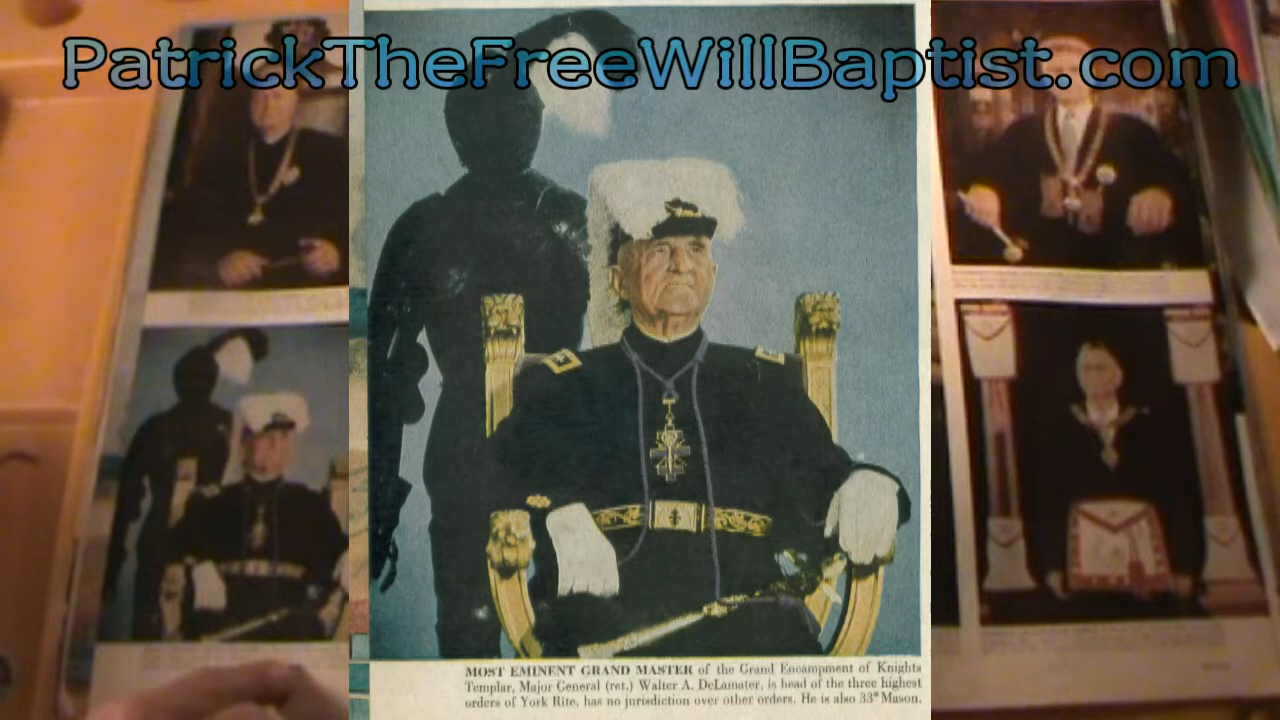 PatrickTheFreeWillBaptist.com
MOST EMINENT GRAND MASTER of the Grand Encampment of Knights
Templar, Major General (ret.) Walter A. DeLamater, is head of the three highest
orders of York Rite, has no jurisdiction over other orders. He is also 33° Mason.